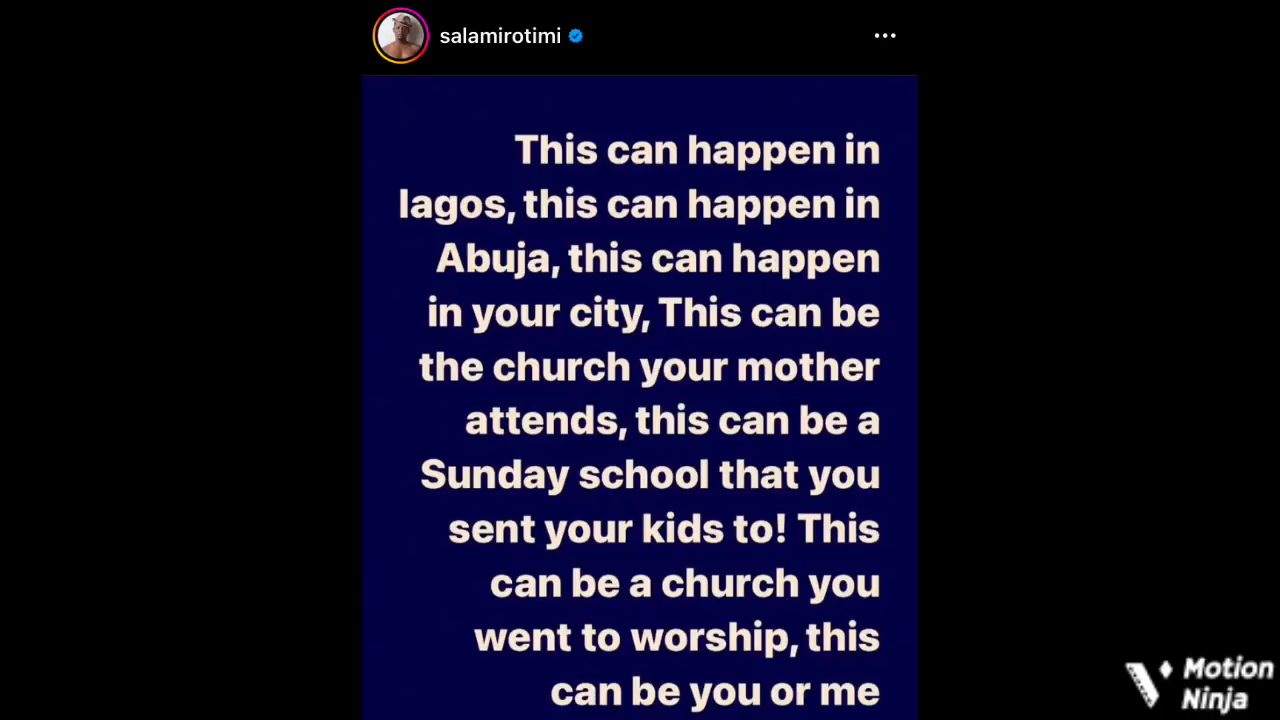 salamirotimi
This can happen in
lagos, this can happen in
Abuja, this can happen
in your city, This can be
the church your mother
attends, this can be a
Sunday school that you
sent your kids to! This
can be a church you
went to worship, this
can be you or me
Motion
Ninja